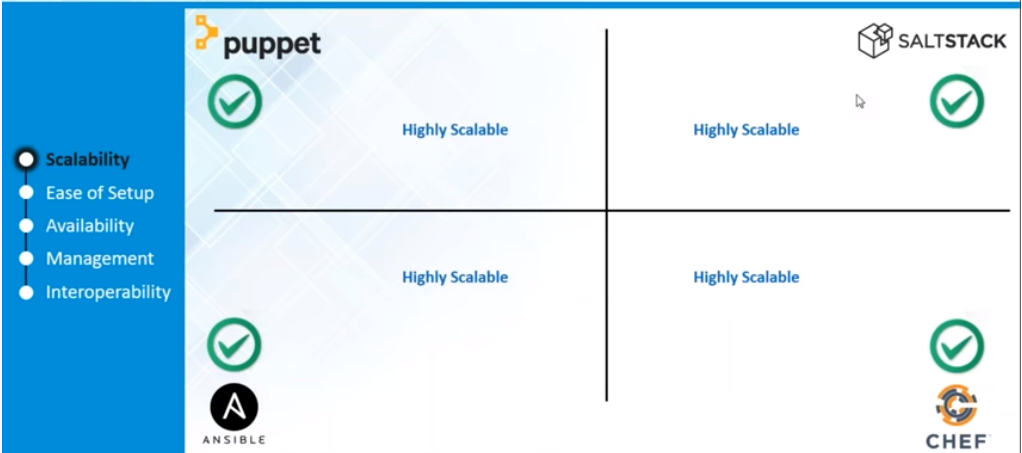 Scalability
Ease of Setup
Availability
Management
Interoperability
puppet
SALTSTACK
Highly Scalable
Highly Scalable
Highly Scalable
Highly Scalable
ANSIBLE
CHEF